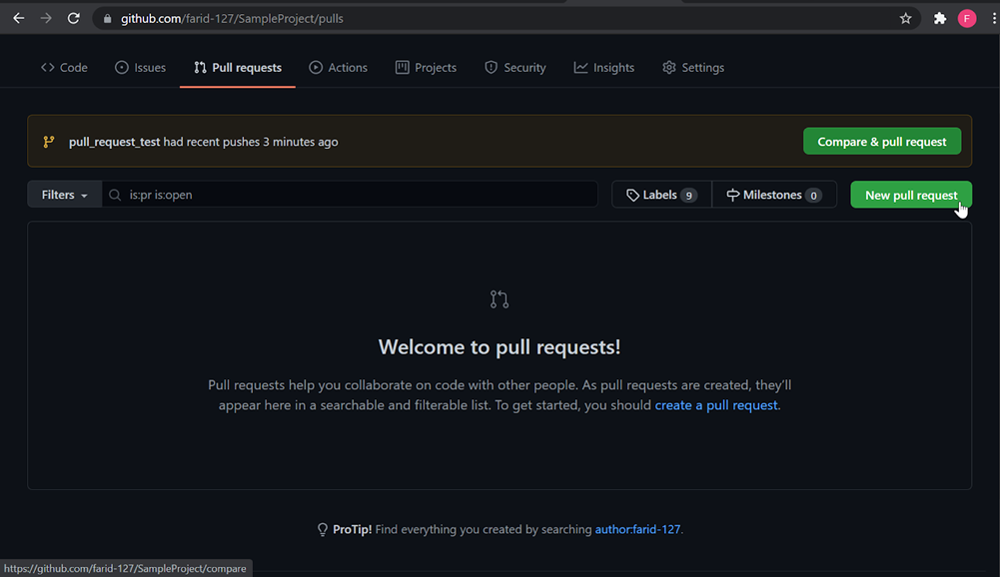 github.com/farid-127/SampleProject/pulls
F
Code Issues Pull requests Actions Projects Security Insights Settings
pull_request_test had recent pushes 3 minutes ago Compare & pull request
Filters is:pr is:open Labels 9 Milestones 0 New pull request
Welcome to pull requests!
Pull requests help you collaborate on code with other people. As pull requests are created, they'll
appear here in a searchable and filterable list. To get started, you should create a pull request.
ProTip! Find everything you created by searching author:farid-127.
https://github.com/farid-127/SampleProject/compare